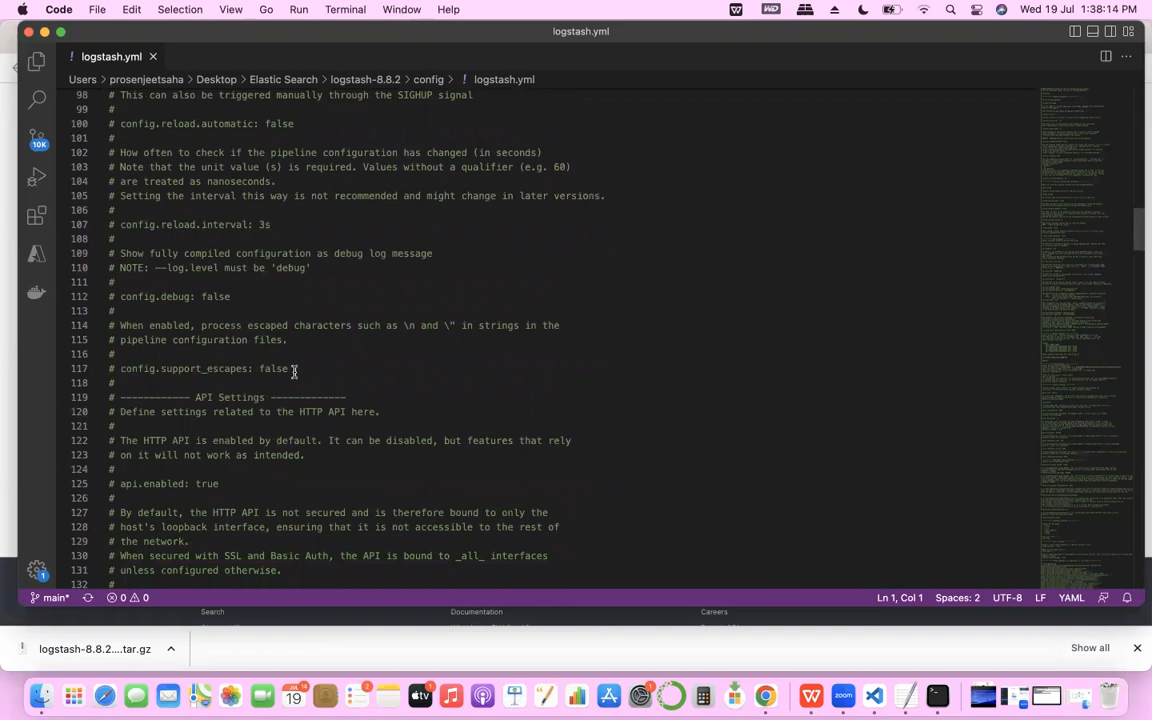 Code File Edit Selection View Go Run Terminal Window Help Wed 19 Jul 1:38:14 PM
logstash.yml
! logstash.yml
Users > prosenjeetsaha > Desktop > Elastic Search > logstash-8.8.2 > config > ! logstash.yml
98 # This can also be triggered manually through the SIGHUP signal
99 #
100 # config.reload.automatic: false
101 #
102 # How often to check if the pipeline configuration has changed (in seconds)
103 # Note that the unit value (s) is required. Values without a qualifier (e.g. 60)
104 # are treated as nanoseconds.
105 # Setting the interval this way is not recommended and might change in later versions.
106 #
107 # config.reload.interval: 3s
108 #
109 # Show fully compiled configuration as debug log message
110 # NOTE: --log.level must be 'debug'
111 #
112 # config.debug: false
113 #
114 # When enabled, process escaped characters such as \n and \" in strings in the
115 # pipeline configuration files.
116 #
117 # config.support_escapes: false
118 #
119 # ------------ API Settings -------------
120 # Define settings related to the HTTP API here.
121 #
122 # The HTTP API is enabled by default. It can be disabled, but features that rely
123 # on it will not work as intended.
124 #
125 # api.enabled: true
126 #
127 # By default, the HTTP API is not secured and is therefore bound to only the
128 # host's loopback interface, ensuring that it is not accessible to the rest of
129 # the network.
130 # When secured with SSL and Basic Auth, the API is bound to _all_ interfaces
131 # unless configured otherwise.
132 #
10K
1
main* 0 0 Ln 1, Col 1 Spaces: 2 UTF-8 LF YAML
Search Documentation Careers
logstash-8.8.2....tar.gz Show all
JUL 19
14
2
1
1
tv
zoom